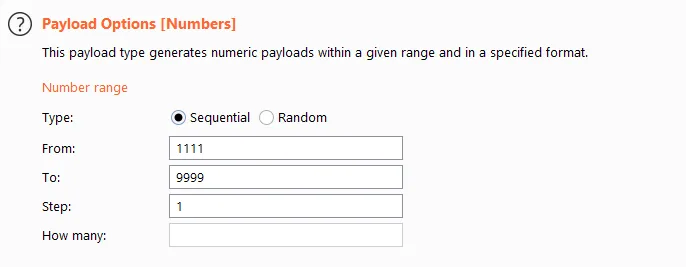 ? Payload Options [Numbers]
This payload type generates numeric payloads within a given range and in a specified format.
Number range
Type: Sequential Random
From: 1111
To: 9999
Step: 1
How many: